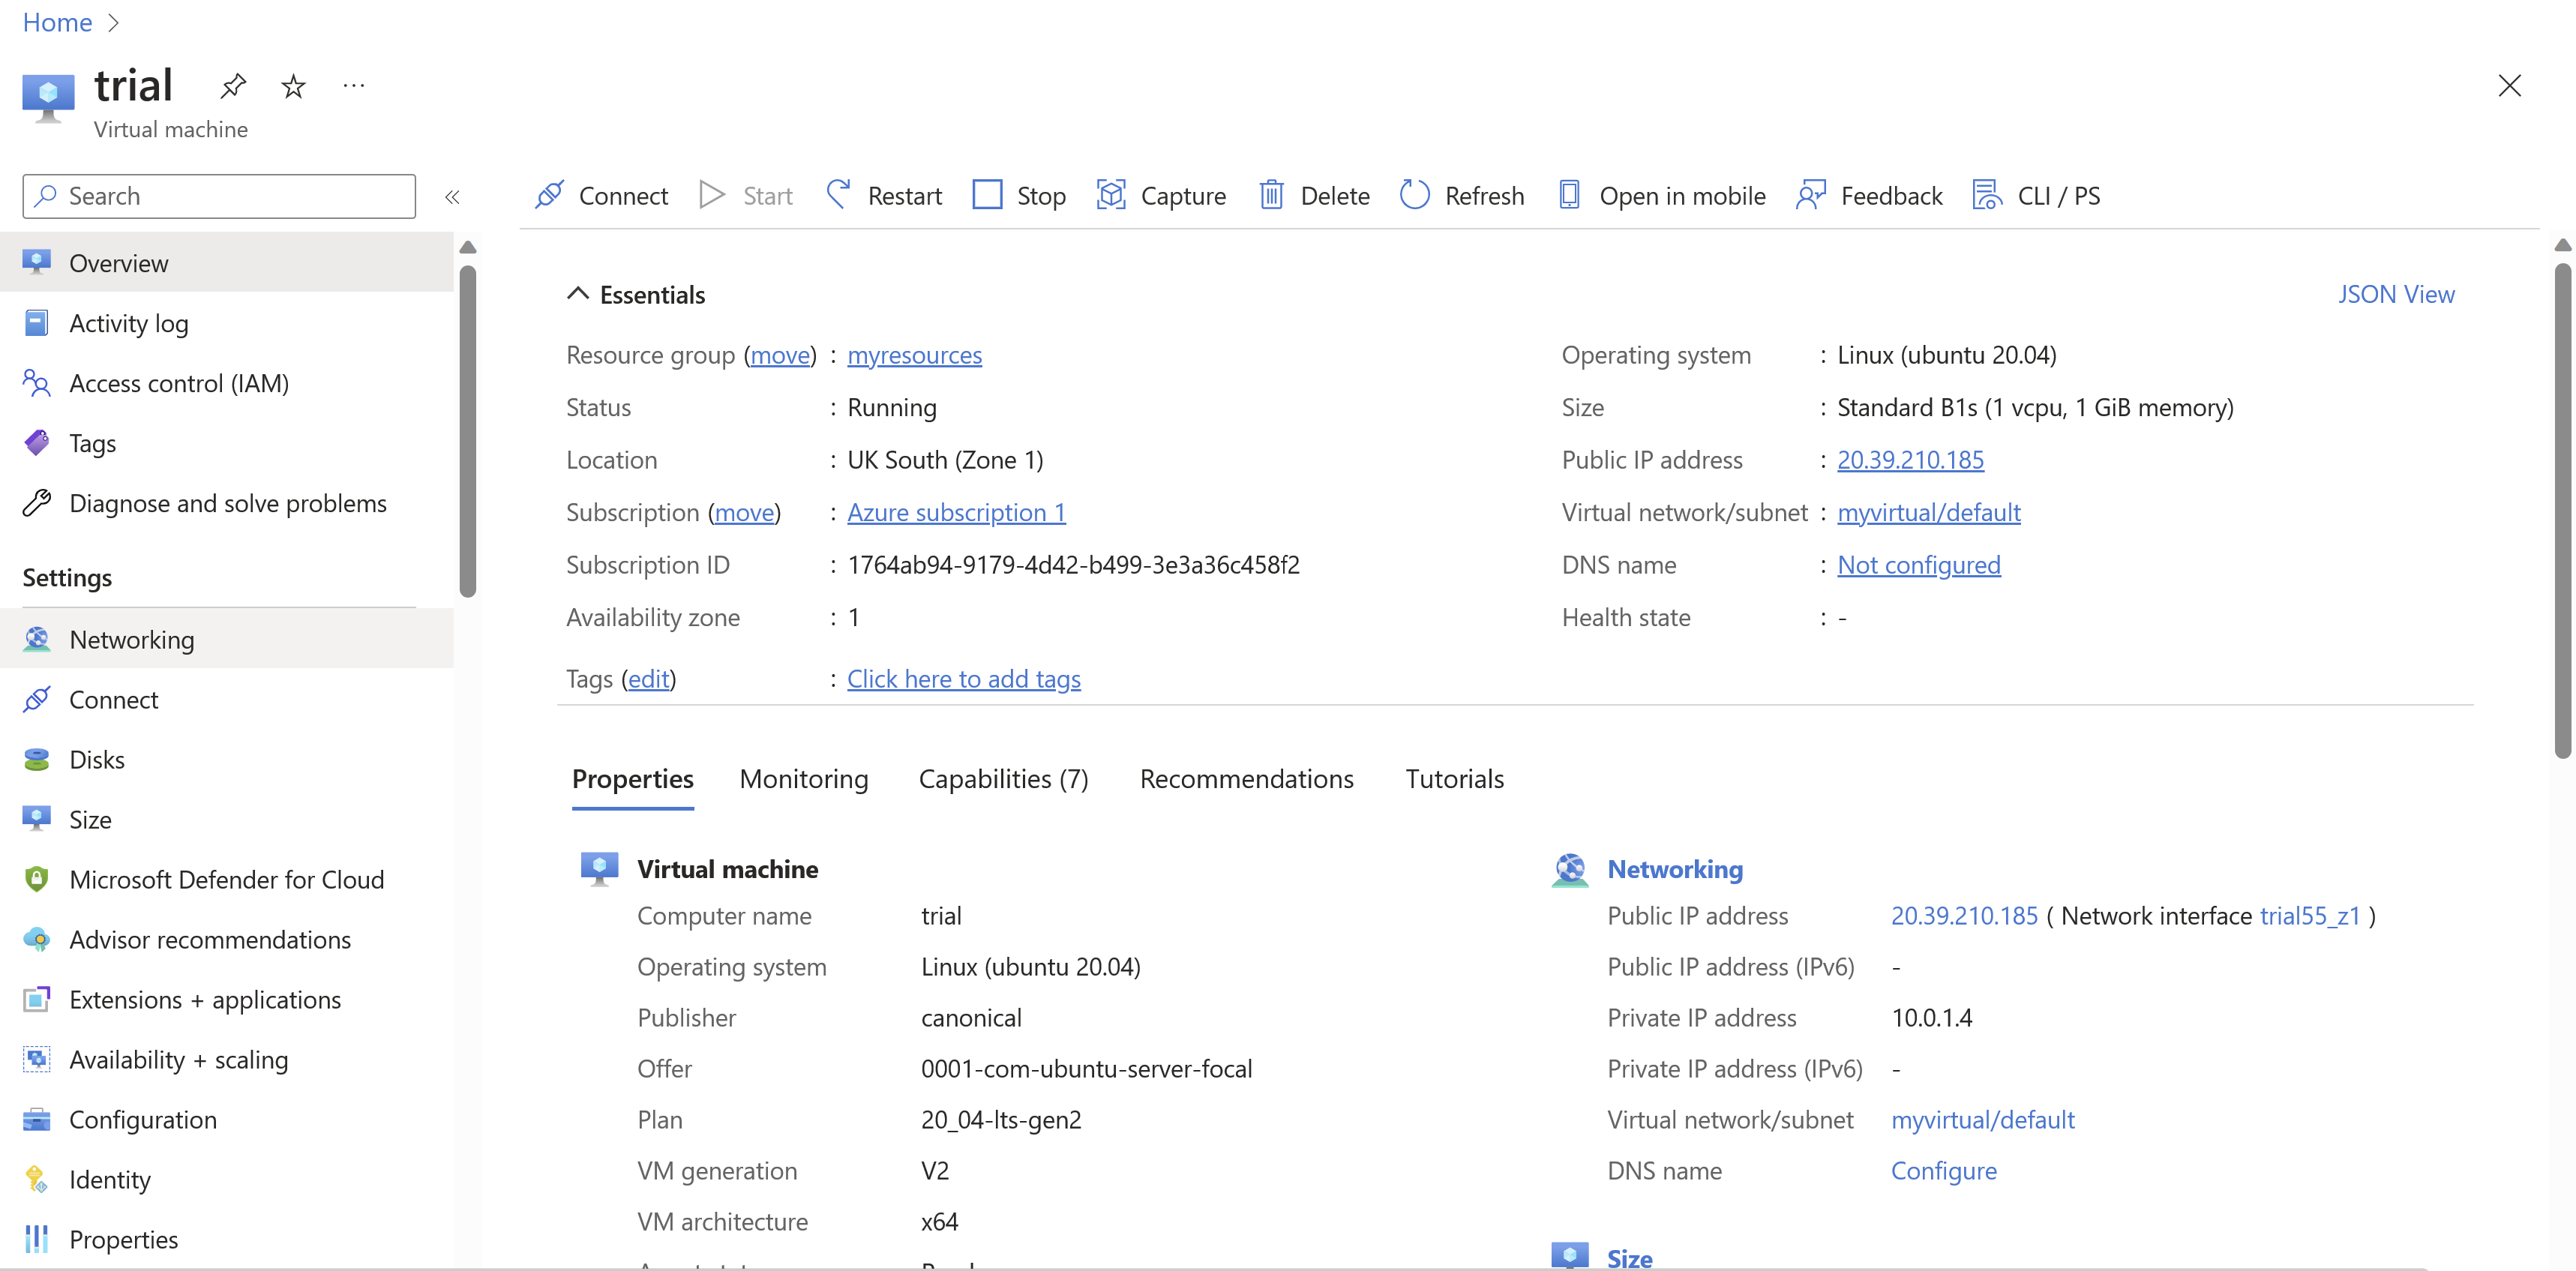 Home
trial
Virtual machine
Search
Connect Start Restart Stop Capture Delete Refresh Open in mobile Feedback CLI / PS
Overview
Activity log
Access control (IAM)
Tags
Diagnose and solve problems
Settings
Networking
Connect
Disks
Size
Microsoft Defender for Cloud
Advisor recommendations
Extensions + applications
Availability + scaling
Configuration
Identity
Properties
Essentials
JSON View
Resource group (move) : myresources
Status : Running
Location : UK South (Zone 1)
Subscription (move) : Azure subscription 1
Subscription ID : 1764ab94-9179-4d42-b499-3e3a36c458f2
Availability zone : 1
Tags (edit) : Click here to add tags
Operating system : Linux (ubuntu 20.04)
Size : Standard B1s (1 vcpu, 1 GiB memory)
Public IP address : 20.39.210.185
Virtual network/subnet : myvirtual/default
DNS name : Not configured
Health state : -
Properties Monitoring Capabilities (7) Recommendations Tutorials
Virtual machine
Computer name trial
Operating system Linux (ubuntu 20.04)
Publisher canonical
Offer 0001-com-ubuntu-server-focal
Plan 20_04-lts-gen2
VM generation V2
VM architecture x64
Networking
Public IP address 20.39.210.185 ( Network interface trial55_z1 )
Public IP address (IPv6) -
Private IP address 10.0.1.4
Private IP address (IPv6) -
Virtual network/subnet myvirtual/default
DNS name Configure
Size